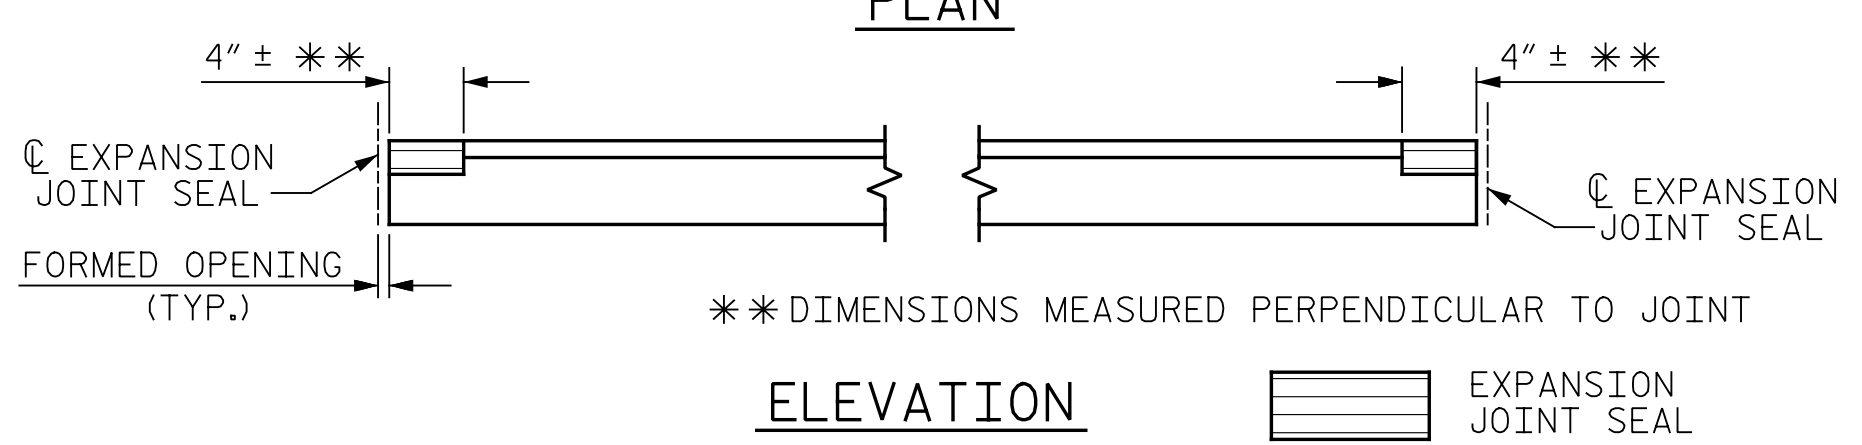 PLAN
4" ± ✳✳
4" ± ✳✳
℄ EXPANSION
JOINT SEAL
℄ EXPANSION
JOINT SEAL
FORMED OPENING
(TYP.)
✳✳ DIMENSIONS MEASURED PERPENDICULAR TO JOINT
ELEVATION
EXPANSION
JOINT SEAL